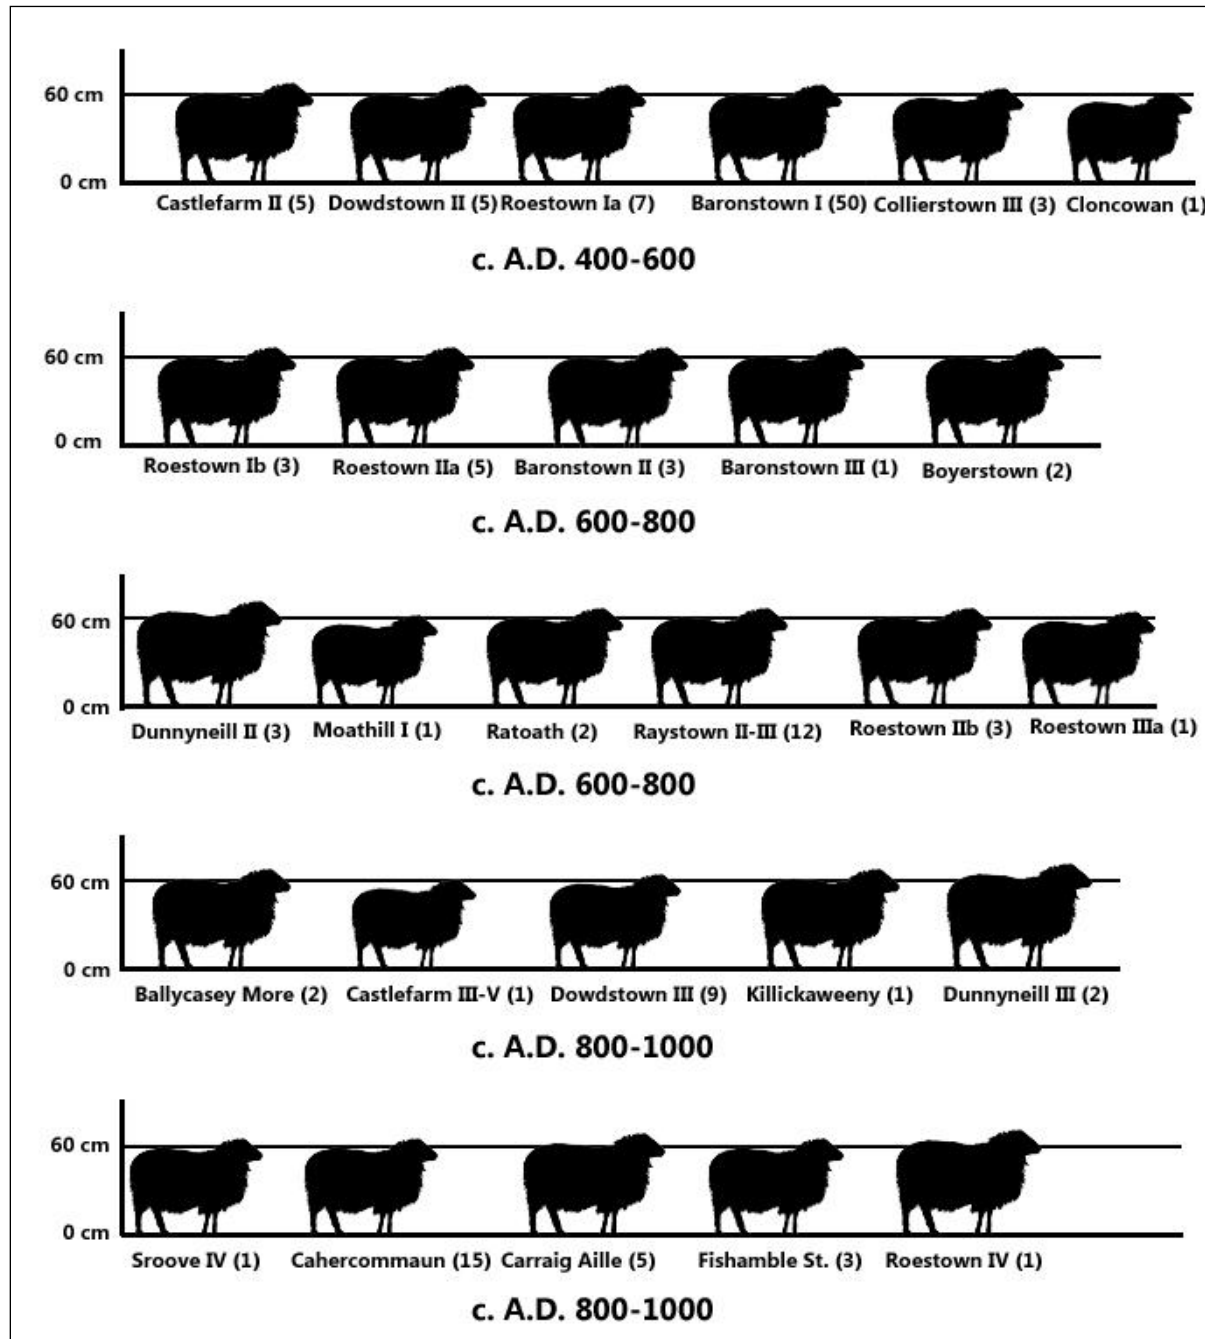 60 cm
0 cm
Castlefarm II (5) Dowdstown II (5) Roestown Ia (7) Baronstown I (50) Collierstown III (3) Cloncowan (1)
c. A.D. 400-600
60 cm
0 cm
Roestown Ib (3) Roestown IIa (5) Baronstown II (3) Baronstown III (1) Boyerstown (2)
c. A.D. 600-800
60 cm
0 cm
Dunnyneill II (3) Moathill I (1) Ratoath (2) Raystown II-III (12) Roestown IIb (3) Roestown IIIa (1)
c. A.D. 600-800
60 cm
0 cm
Ballycasey More (2) Castlefarm III-V (1) Dowdstown III (9) Killickaweeny (1) Dunnyneill III (2)
c. A.D. 800-1000
60 cm
0 cm
Sroove IV (1) Cahercommaun (15) Carraig Aille (5) Fishamble St. (3) Roestown IV (1)
c. A.D. 800-1000